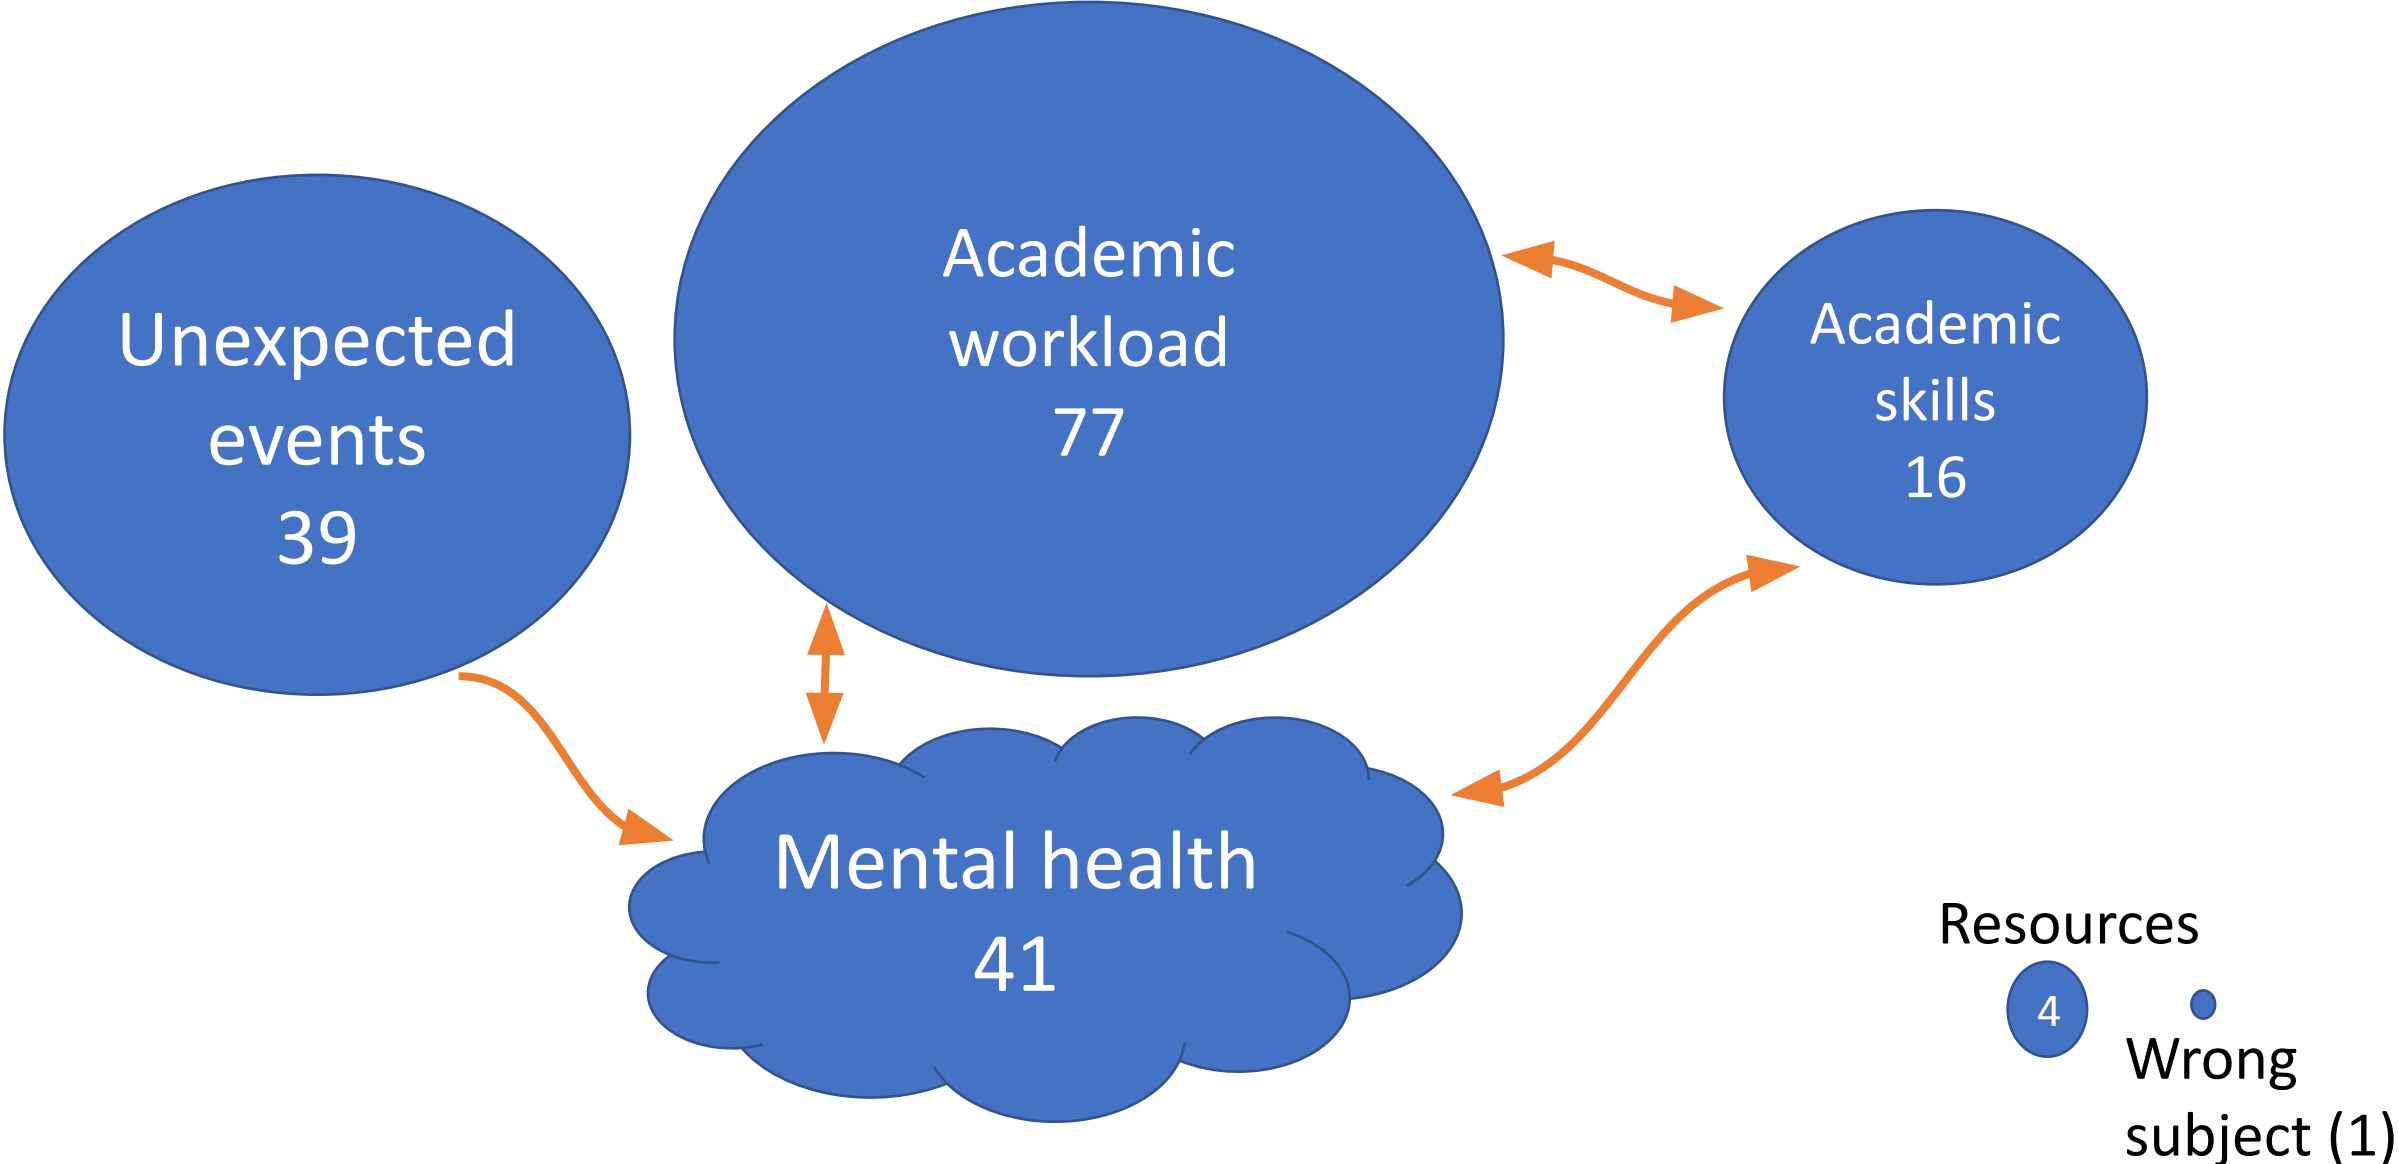 Unexpected
events
39
Academic
workload
77
Academic
skills
16
Mental health
41
Resources
4
Wrong
subject (1)